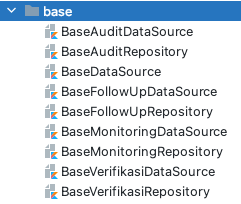 base
BaseAuditDataSource
BaseAuditRepository
BaseDataSource
BaseFollowUpDataSource
BaseFollowUpRepository
BaseMonitoringDataSource
BaseMonitoringRepository
BaseVerifikasiDataSource
BaseVerifikasiRepository